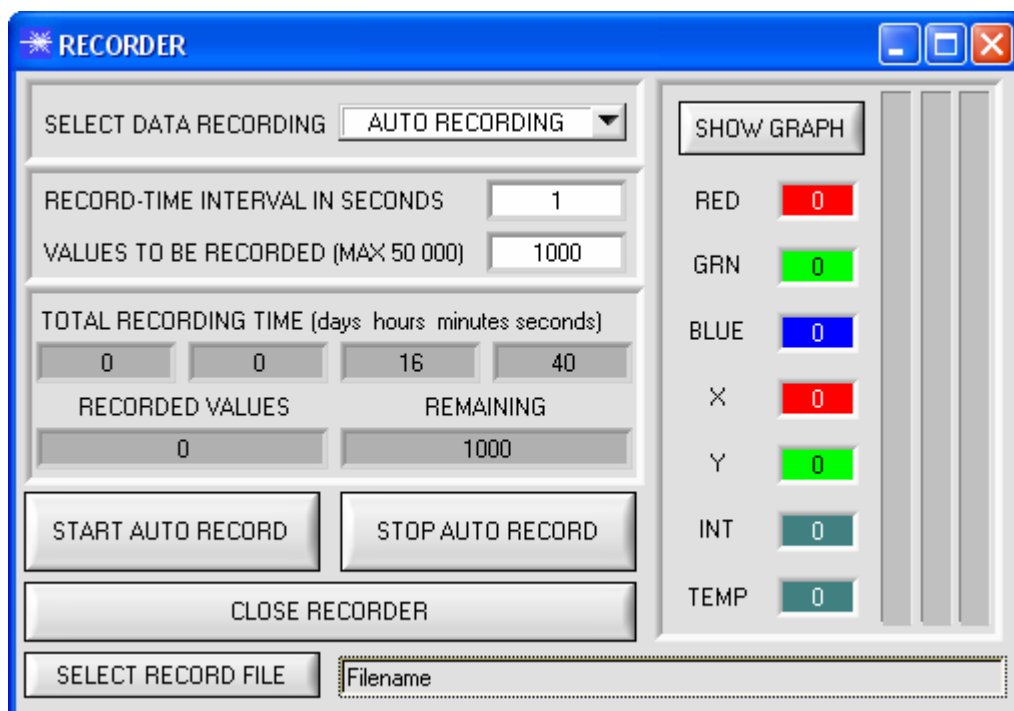 RECORDER
SELECT DATA RECORDING AUTO RECORDING
RECORD-TIME INTERVAL IN SECONDS 1
VALUES TO BE RECORDED (MAX 50 000) 1000
TOTAL RECORDING TIME (days hours minutes seconds)
0 0 16 40
RECORDED VALUES REMAINING
0 1000
START AUTO RECORD STOP AUTO RECORD
CLOSE RECORDER
SELECT RECORD FILE Filename
SHOW GRAPH
RED 0
GRN 0
BLUE 0
X 0
Y 0
INT 0
TEMP 0